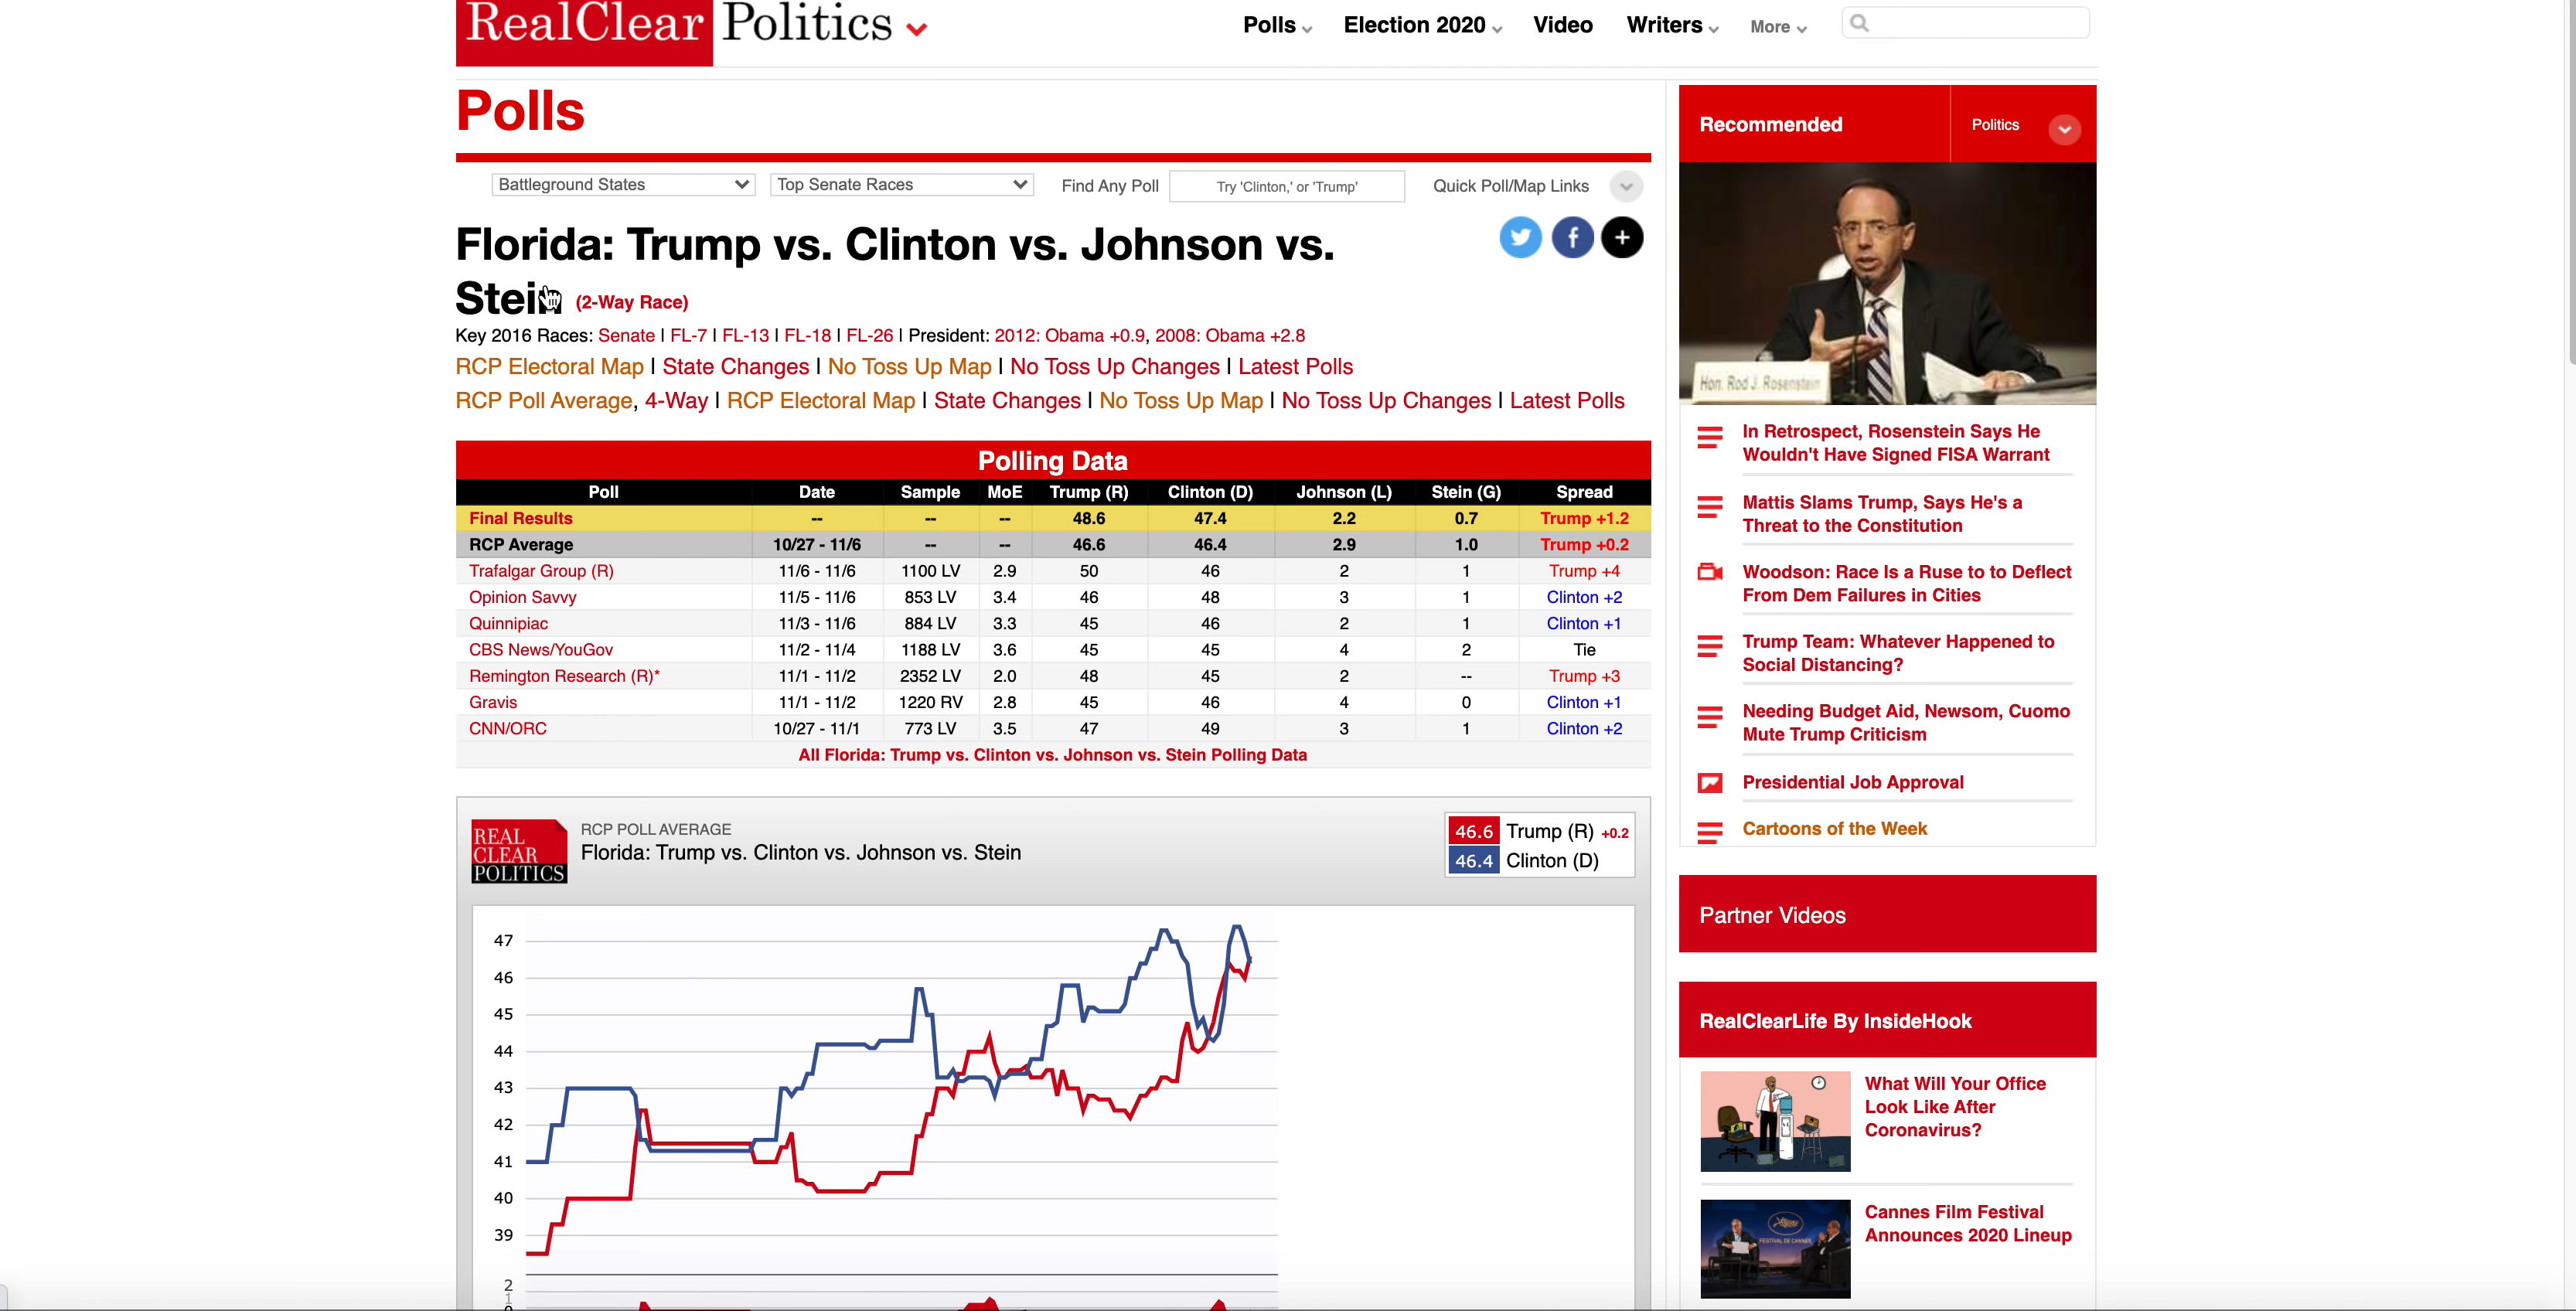 RealClear Politics
Polls Election 2020 Video Writers More
Polls
Battleground States Top Senate Races Find Any Poll Try 'Clinton,' or 'Trump' Quick Poll/Map Links
Florida: Trump vs. Clinton vs. Johnson vs.
Stein (2-Way Race)
Key 2016 Races: Senate | FL-7 | FL-13 | FL-18 | FL-26 | President: 2012: Obama +0.9, 2008: Obama +2.8
RCP Electoral Map | State Changes | No Toss Up Map | No Toss Up Changes | Latest Polls
RCP Poll Average, 4-Way | RCP Electoral Map | State Changes | No Toss Up Map | No Toss Up Changes | Latest Polls
Polling Data
Poll Date Sample MoE Trump (R) Clinton (D) Johnson (L) Stein (G) Spread
Final Results -- -- -- 48.6 47.4 2.2 0.7 Trump +1.2
RCP Average 10/27 - 11/6 -- -- 46.6 46.4 2.9 1.0 Trump +0.2
Trafalgar Group (R) 11/6 - 11/6 1100 LV 2.9 50 46 2 1 Trump +4
Opinion Savvy 11/5 - 11/6 853 LV 3.4 46 48 3 1 Clinton +2
Quinnipiac 11/3 - 11/6 884 LV 3.3 45 46 2 1 Clinton +1
CBS News/YouGov 11/2 - 11/4 1188 LV 3.6 45 45 4 2 Tie
Remington Research (R)* 11/1 - 11/2 2352 LV 2.0 48 45 2 -- Trump +3
Gravis 11/1 - 11/2 1220 RV 2.8 45 46 4 0 Clinton +1
CNN/ORC 10/27 - 11/1 773 LV 3.5 47 49 3 1 Clinton +2
All Florida: Trump vs. Clinton vs. Johnson vs. Stein Polling Data
REAL
CLEAR
POLITICS
RCP POLL AVERAGE
Florida: Trump vs. Clinton vs. Johnson vs. Stein
46.6 Trump (R) +0.2
46.4 Clinton (D)
47
46
45
44
43
42
41
40
39
2
1
Recommended Politics
Hon. Rod J. Rosenstein
In Retrospect, Rosenstein Says He
Wouldn't Have Signed FISA Warrant
Mattis Slams Trump, Says He's a
Threat to the Constitution
Woodson: Race Is a Ruse to to Deflect
From Dem Failures in Cities
Trump Team: Whatever Happened to
Social Distancing?
Needing Budget Aid, Newsom, Cuomo
Mute Trump Criticism
Presidential Job Approval
Cartoons of the Week
Partner Videos
RealClearLife By InsideHook
What Will Your Office
Look Like After
Coronavirus?
FESTIVAL DE CANNES
Cannes Film Festival
Announces 2020 Lineup